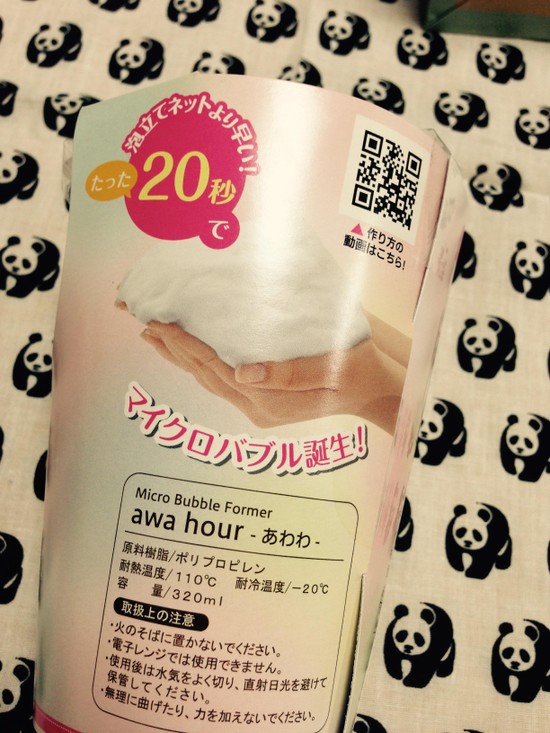 泡立てネットより早い!
たった
20秒
で
▲作り方の
動画はこちら!
マイクロバブル誕生!
Micro Bubble Former
awa hour - あわわ -
原料樹脂/ポリプロピレン
耐熱温度/110℃ 耐冷温度/-20℃
容 量/320ml
取扱上の注意
・火のそばに置かないでください。
・電子レンジでは使用できません。
・使用後は水気をよく切り、直射日光を避けて
保管してください。
・無理に曲げたり、力を加えないでください。